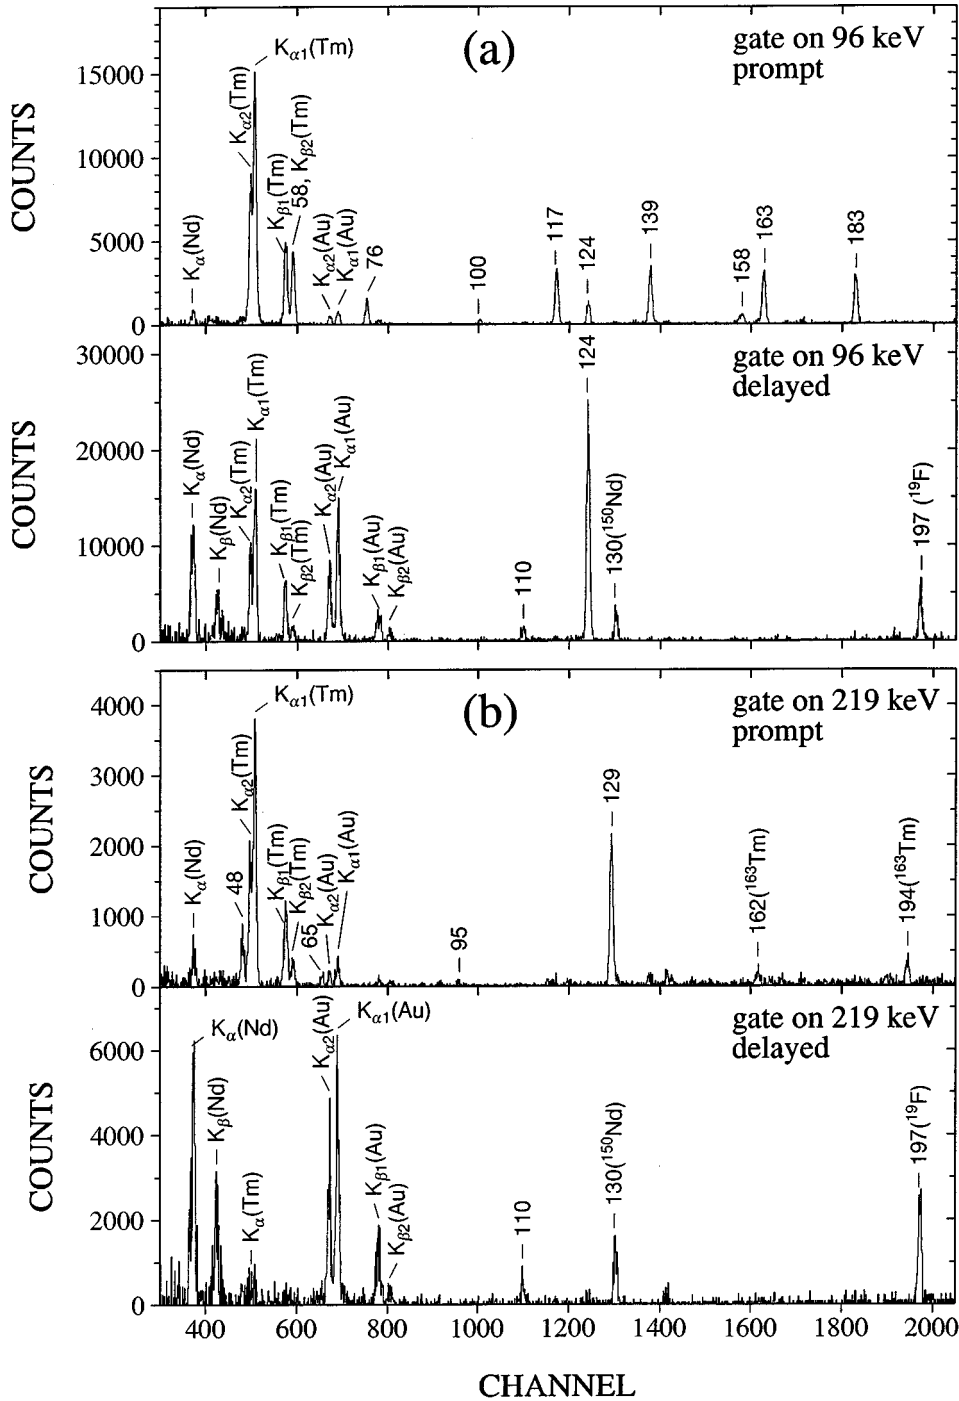 (a)
gate on 96 keV
prompt
COUNTS
15000
10000
5000
0
Kα(Nd)
Kα2(Tm)
Kα1(Tm)
Kβ1(Tm)
58, Kβ2(Tm)
Kα2(Au)
Kα1(Au)
76
100
117
124
139
158
163
183
gate on 96 keV
delayed
COUNTS
30000
20000
10000
0
Kα(Nd)
Kβ(Nd)
Kα2(Tm)
Kα1(Tm)
Kβ1(Tm)
Kβ2(Tm)
Kα2(Au)
Kα1(Au)
Kβ1(Au)
Kβ2(Au)
110
124
130(¹⁵⁰Nd)
197 (¹⁹F)
(b)
gate on 219 keV
prompt
COUNTS
4000
3000
2000
1000
0
Kα(Nd)
48
Kα2(Tm)
Kα1(Tm)
Kβ1(Tm)
Kβ2(Tm)
65
Kα2(Au)
Kα1(Au)
95
129
162(¹⁶³Tm)
194(¹⁶³Tm)
gate on 219 keV
delayed
COUNTS
6000
4000
2000
0
Kα(Nd)
Kβ(Nd)
Kα(Tm)
Kα2(Au)
Kα1(Au)
Kβ1(Au)
Kβ2(Au)
110
130(¹⁵⁰Nd)
197(¹⁹F)
400 600 800 1000 1200 1400 1600 1800 2000
CHANNEL